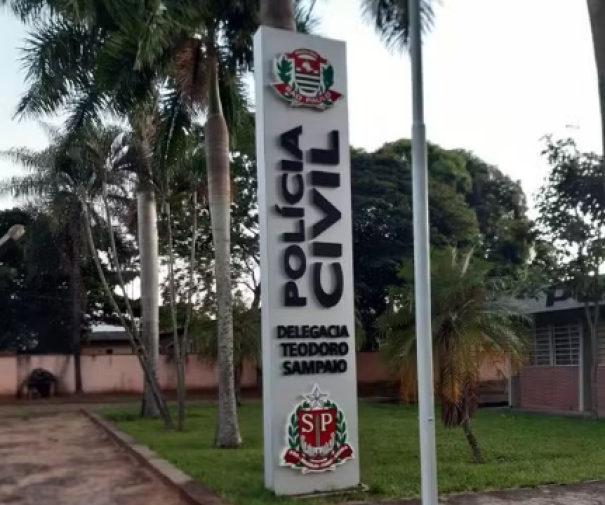 SÃO PAULO
POLÍCIA
CIVIL
DELEGACIA
TEODORO
SAMPAIO
SP